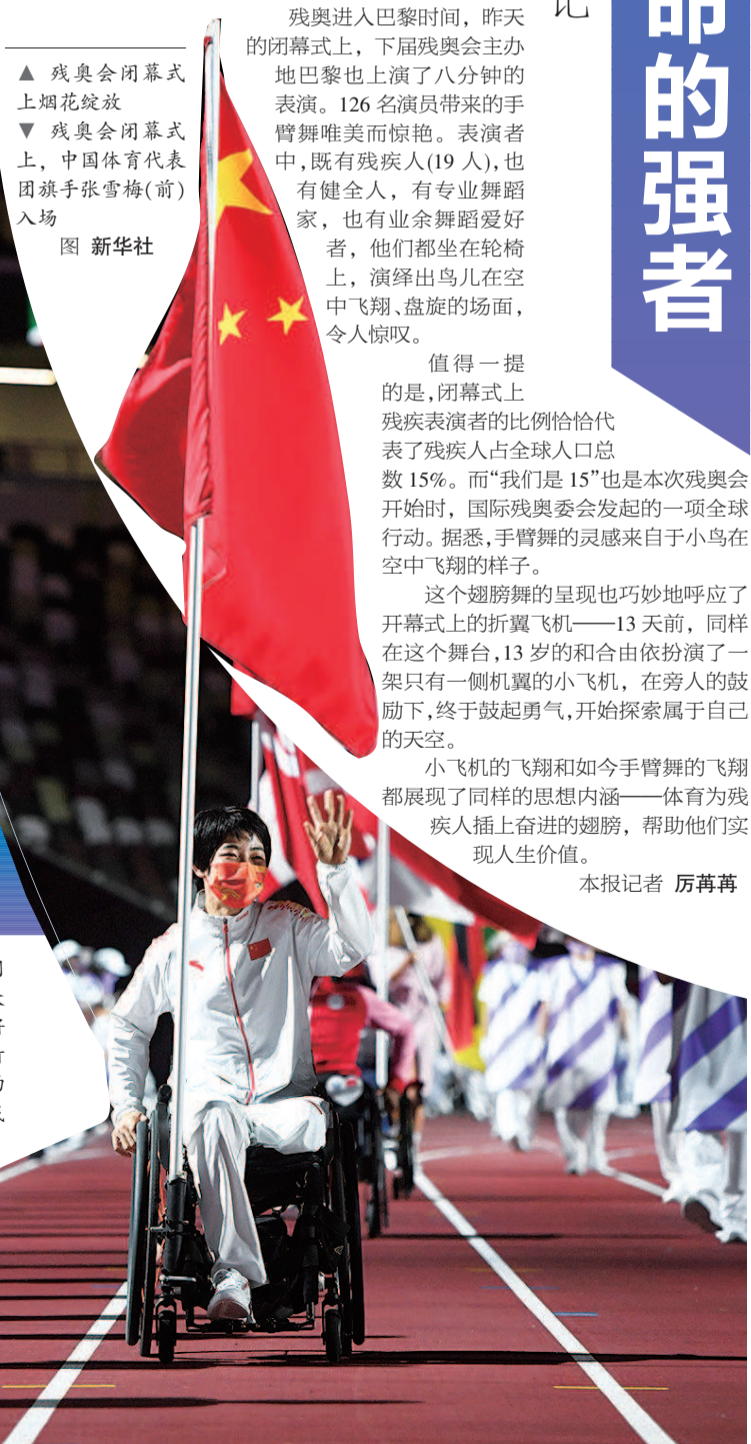 记
命的强者
▲ 残奥会闭幕式
上烟花绽放
▼ 残奥会闭幕式
上，中国体育代表
团旗手张雪梅(前)
入场
图 新华社
残奥进入巴黎时间，昨天
的闭幕式上，下届残奥会主办
地巴黎也上演了八分钟的
表演。126 名演员带来的手
臂舞唯美而惊艳。表演者
中，既有残疾人(19 人)，也
有健全人，有专业舞蹈
家，也有业余舞蹈爱好
者，他们都坐在轮椅
上，演绎出鸟儿在空
中飞翔、盘旋的场面，
令人惊叹。
值得一提
的是，闭幕式上
残疾表演者的比例恰恰代
表了残疾人占全球人口总
数 15%。而“我们是 15”也是本次残奥会
开始时，国际残奥委会发起的一项全球
行动。据悉，手臂舞的灵感来自于小鸟在
空中飞翔的样子。
这个翅膀舞的呈现也巧妙地呼应了
开幕式上的折翼飞机——13 天前，同样
在这个舞台，13 岁的和合由依扮演了一
架只有一侧机翼的小飞机，在旁人的鼓
励下，终于鼓起勇气，开始探索属于自己
的天空。
小飞机的飞翔和如今手臂舞的飞翔
都展现了同样的思想内涵——体育为残
疾人插上奋进的翅膀，帮助他们实
现人生价值。
本报记者 厉苒苒